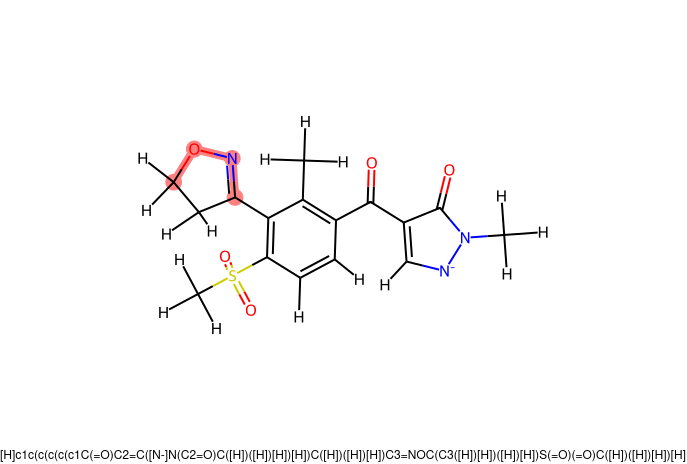 H
H O N H H O O
H H
H H N H
H O
S H H N- H
H O H
H
[H]c1c(c(c(c(c1C(=O)C2=C([N-]N(C2=O)C([H])([H])[H])[H])C([H])([H])[H])C3=NOC(C3([H])[H])([H])[H])S(=O)(=O)C([H])([H])[H])[H]